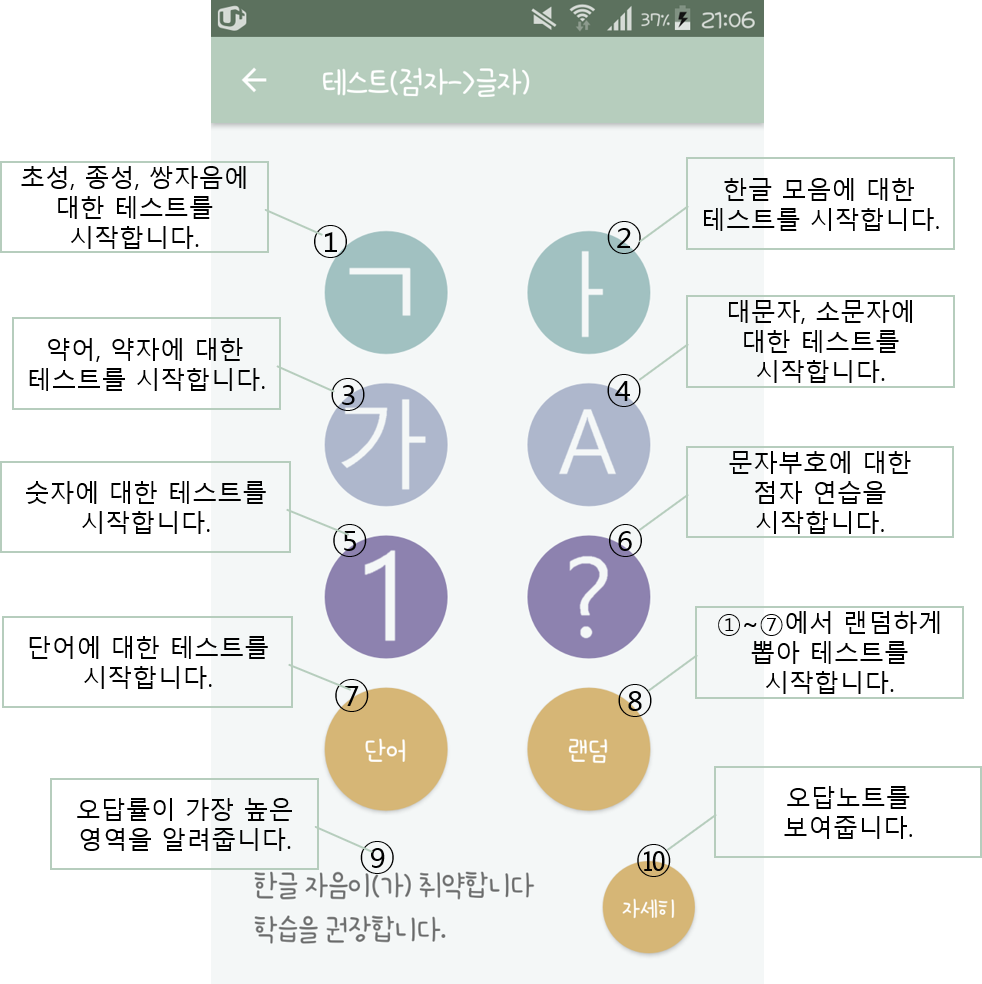 U+
37%
21:06
테스트(점자->글자)
초성, 종성, 쌍자음에
대한 테스트를
시작합니다.
①
ㄱ
한글 모음에 대한
테스트를 시작합니다.
②
ㅏ
약어, 약자에 대한
테스트를 시작합니다.
③
가
대문자, 소문자에
대한 테스트를
시작합니다.
④
A
숫자에 대한 테스트를
시작합니다.
⑤
1
문자부호에 대한
점자 연습을
시작합니다.
⑥
?
단어에 대한 테스트를
시작합니다.
⑦
단어
①~⑦에서 랜덤하게
뽑아 테스트를
시작합니다.
⑧
랜덤
오답률이 가장 높은
영역을 알려줍니다.
⑨
한글 자음이(가) 취약합니다
학습을 권장합니다.
오답노트를
보여줍니다.
⑩
자세히